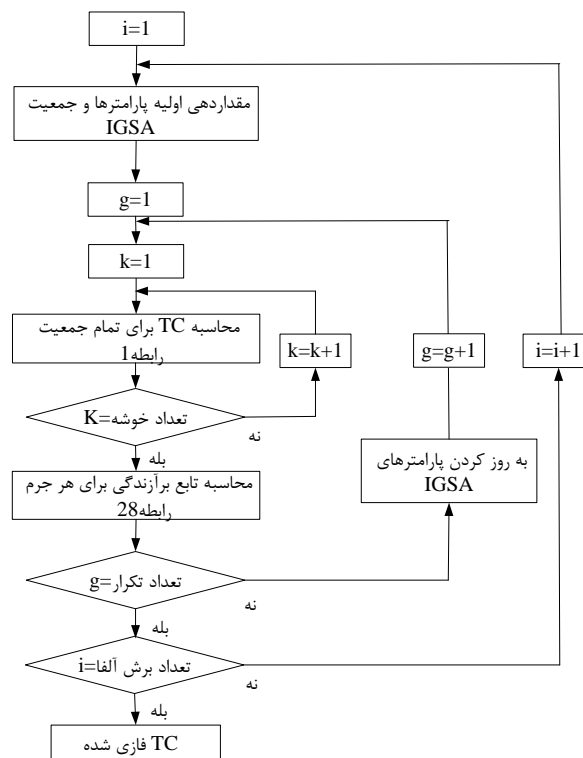 i=1
مقداردهی اولیه پارامترها و جمعیت
IGSA
g=1
k=1
محاسبه TC برای تمام جمعیت
رابطه1
k=k+1
g=g+1
i=i+1
تعداد خوشه=K
نه
بله
به روز کردن پارامترهای
IGSA
محاسبه تابع برآزندگی برای هر جرم
رابطه28
تعداد تکرار=g
نه
بله
تعداد برش آلفا=i
نه
بله
TC فازی شده